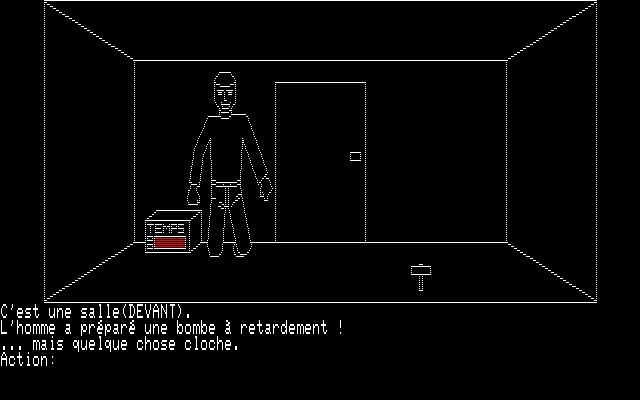 TEMPS
C'est une salle(DEVANT).
L'homme a préparé une bombe à retardement !
... mais quelque chose cloche.
Action: